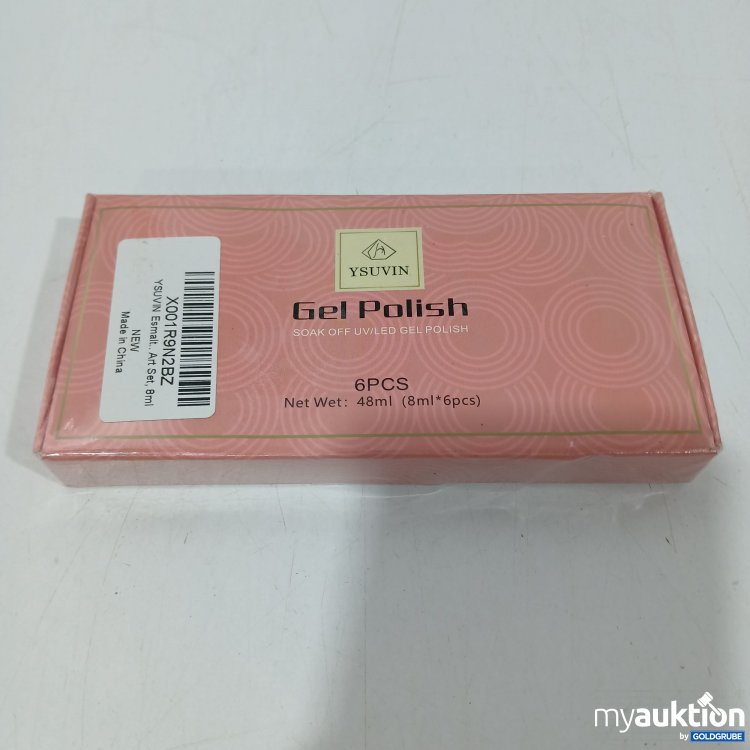 YSUVIN
Gel Polish
SOAK OFF UV/LED GEL POLISH
6PCS
Net Wet: 48ml (8ml*6pcs)
X001R9N2BZ
YSUVIN Esmalt.. Art Set, 8ml
NEW
Made in China
myauktion
by GOLDGRUBE